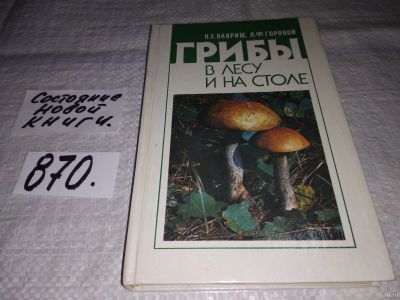 П.Е.ВАВРИШ, Л.Ф.ГОРОВОЙ
ГРИБЫ
В ЛЕСУ
И НА СТОЛЕ
Состояние
новой
книги.
870.